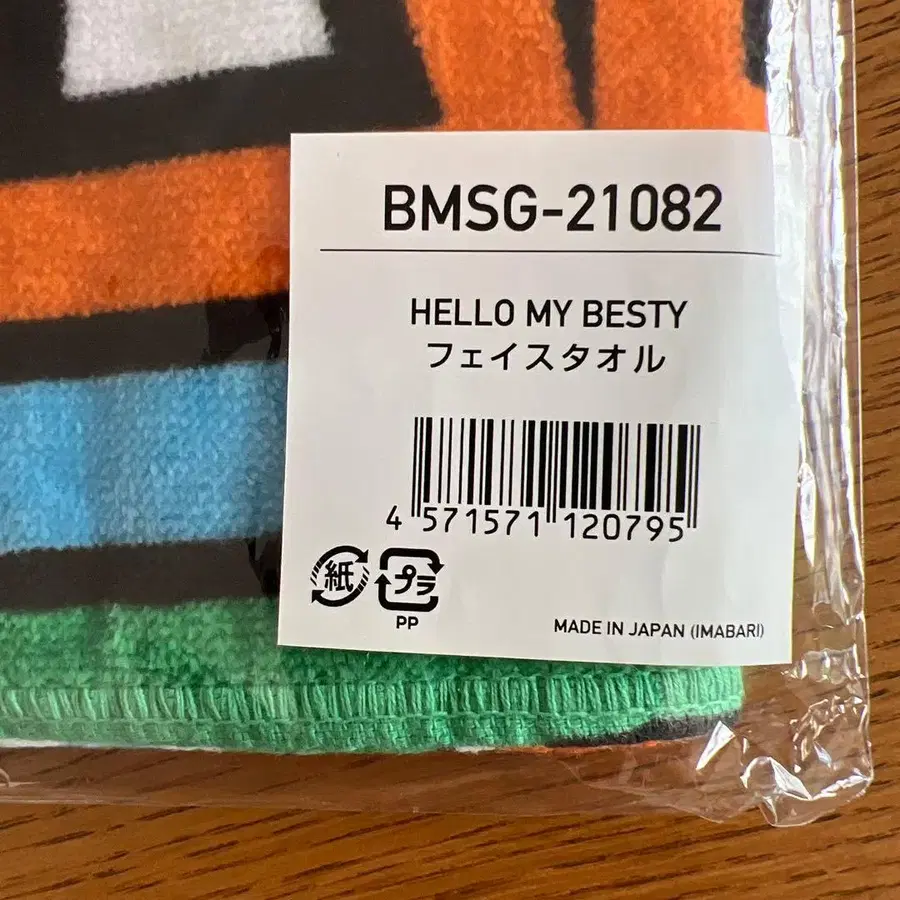 BMSG-21082
HELLO MY BESTY
フェイスタオル
4 571571 120795
紙 プラ
PP
MADE IN JAPAN (IMABARI)